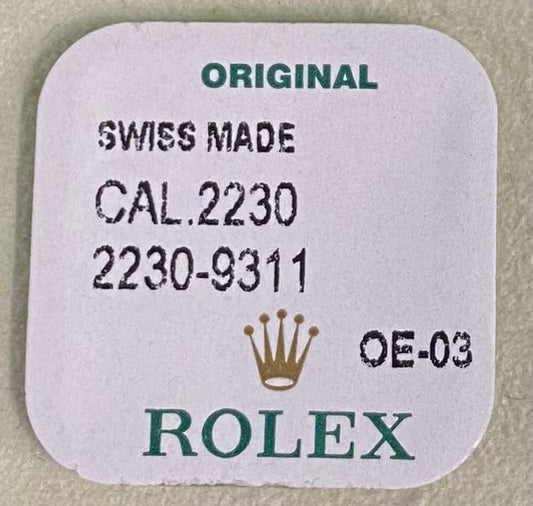 ORIGINAL
SWISS MADE
CAL.2230
2230-9311
OE-03
ROLEX